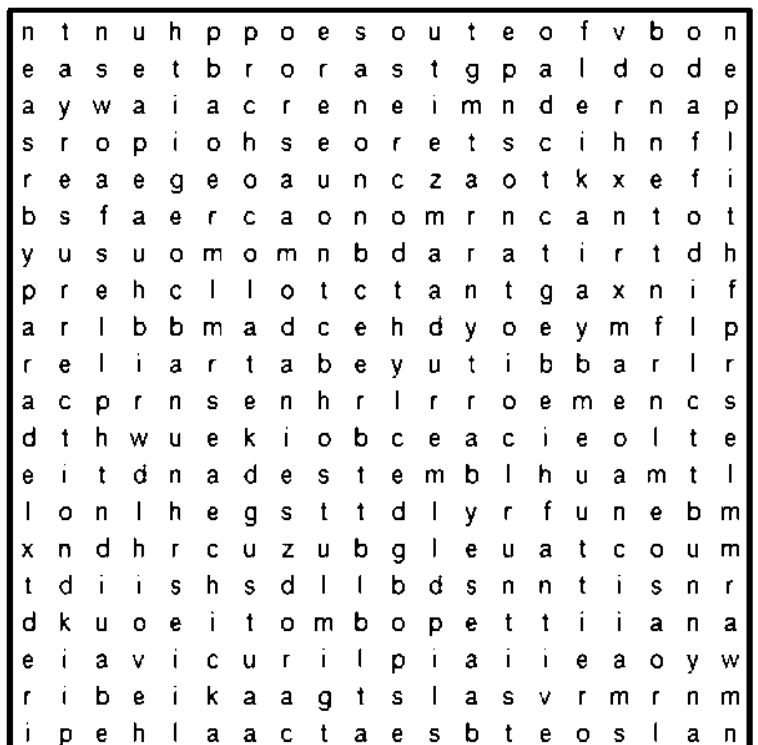 n t n u h p p o e s o u t e o f v b o n
e a s e t b r o r a s t g p a l d o d e
a y w a i a c r e n e i m n d e r n a p
s r o p i o h s e o r e t s c i h n f l
r e a e g e o a u n c z a o t k x e f i
b s f a e r c a o n o m r n c a n t o t
y u s u o m o m n b d a r a t i r t d h
p r e h c l l o t c t a n t g a x n i f
a r l b b m a d c e h d y o e y m f l p
r e l i a r t a b e y u t i b b a r l r
a c p r n s e n h r l r r o e m e n c s
d t h w u e k i o b c e a c i e o l t e
e i t d n a d e s t e m b l h u a m t l
l o n l h e g s t t d l y r f u n e b m
x n d h r c u z u b g l e u a t c o u m
t d i i s h s d l l b d s n n t i s n r
d k u o e i t o m b o p e t t i i a n a
e i a v i c u r i l p i a i i e a o y w
r i b e i k a a g t s l a s v r m r n m
i p e h l a a c t a e s b t e o s l a n